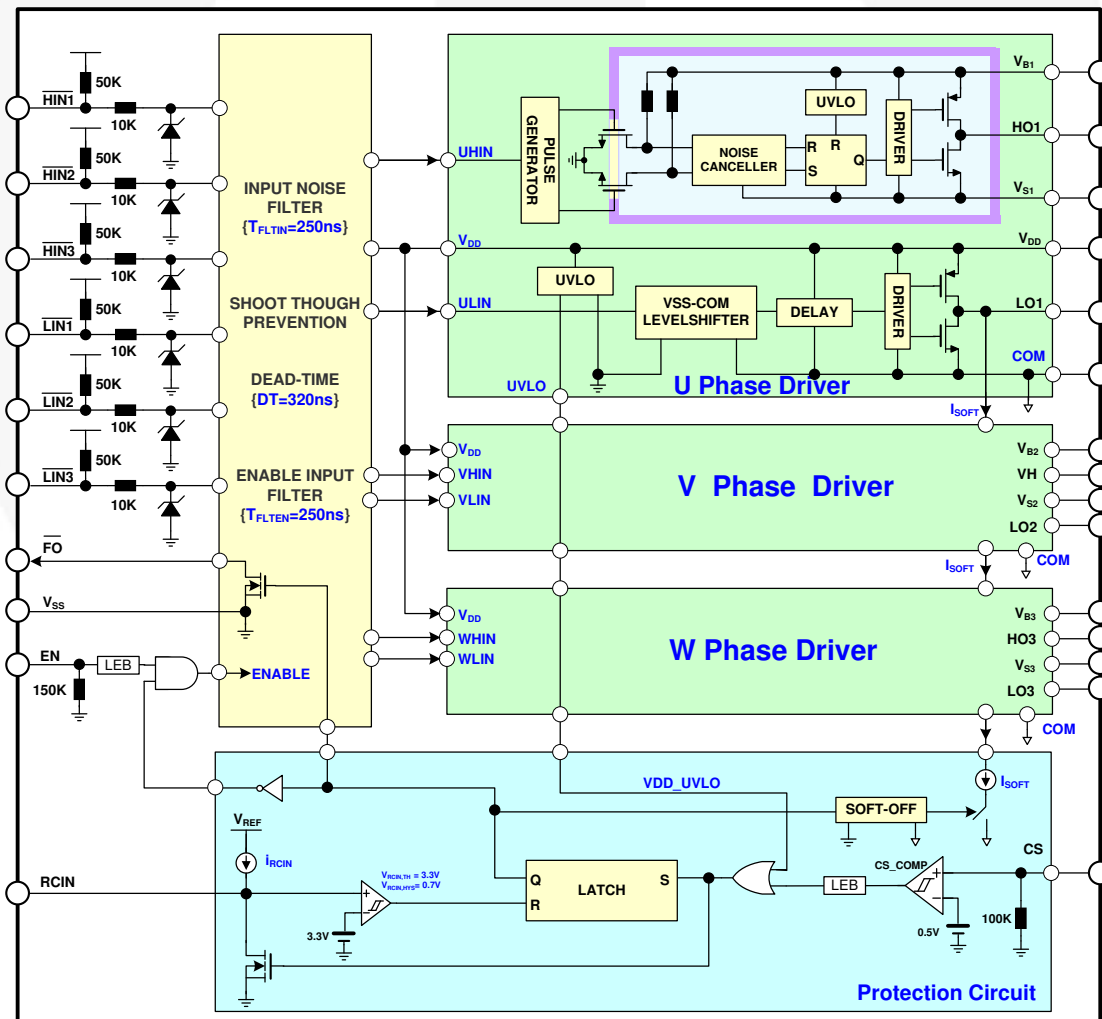 50K
HIN1
10K
50K
HIN2
10K
50K
HIN3
10K
50K
LIN1
10K
50K
LIN2
10K
50K
LIN3
10K
FO
VSS
EN
LEB
150K
RCIN
INPUT NOISE
FILTER
{TFLTIN=250ns}
SHOOT THOUGH
PREVENTION
DEAD-TIME
{DT=320ns}
ENABLE INPUT
FILTER
{TFLTEN=250ns}
ENABLE
UHIN
PULSE
GENERATOR
NOISE
CANCELLER
UVLO
R
R
S
Q
DRIVER
VB1
HO1
VS1
VDD
VDD
UVLO
ULIN
VSS-COM
LEVELSHIFTER
DELAY
DRIVER
LO1
COM
UVLO
U Phase Driver
ISOFT
VDD
VHIN
VLIN
V Phase Driver
VB2
VH
VS2
LO2
ISOFT
COM
VDD
WHIN
WLIN
W Phase Driver
VB3
HO3
VS3
LO3
COM
VDD_UVLO
ISOFT
SOFT-OFF
VREF
iRCIN
VRCIN,TH = 3.3V
VRCIN,HYS= 0.7V
+
-
3.3V
Q
R
LATCH
S
LEB
CS_COMP
+
-
0.5V
CS
100K
Protection Circuit